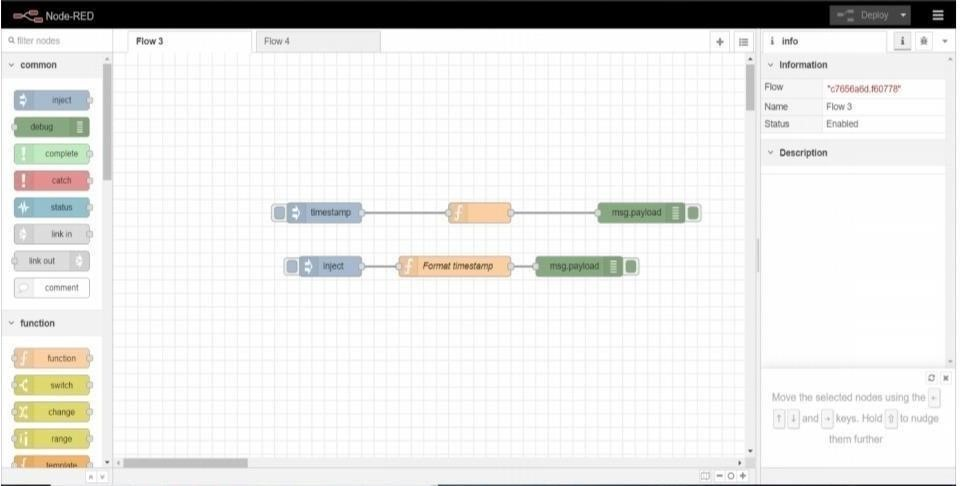 Node-RED
Deploy
filter nodes
common
inject
debug
complete
catch
status
link in
link out
comment
function
function
switch
change
range
template
Flow 3
Flow 4
timestamp
msg.payload
inject
Format timestamp
msg.payload
info
Information
Flow "c7656a6d.f60778"
Name Flow 3
Status Enabled
Description
Move the selected nodes using the ←
↑ ↓ and → keys. Hold ⇧ to nudge
them further